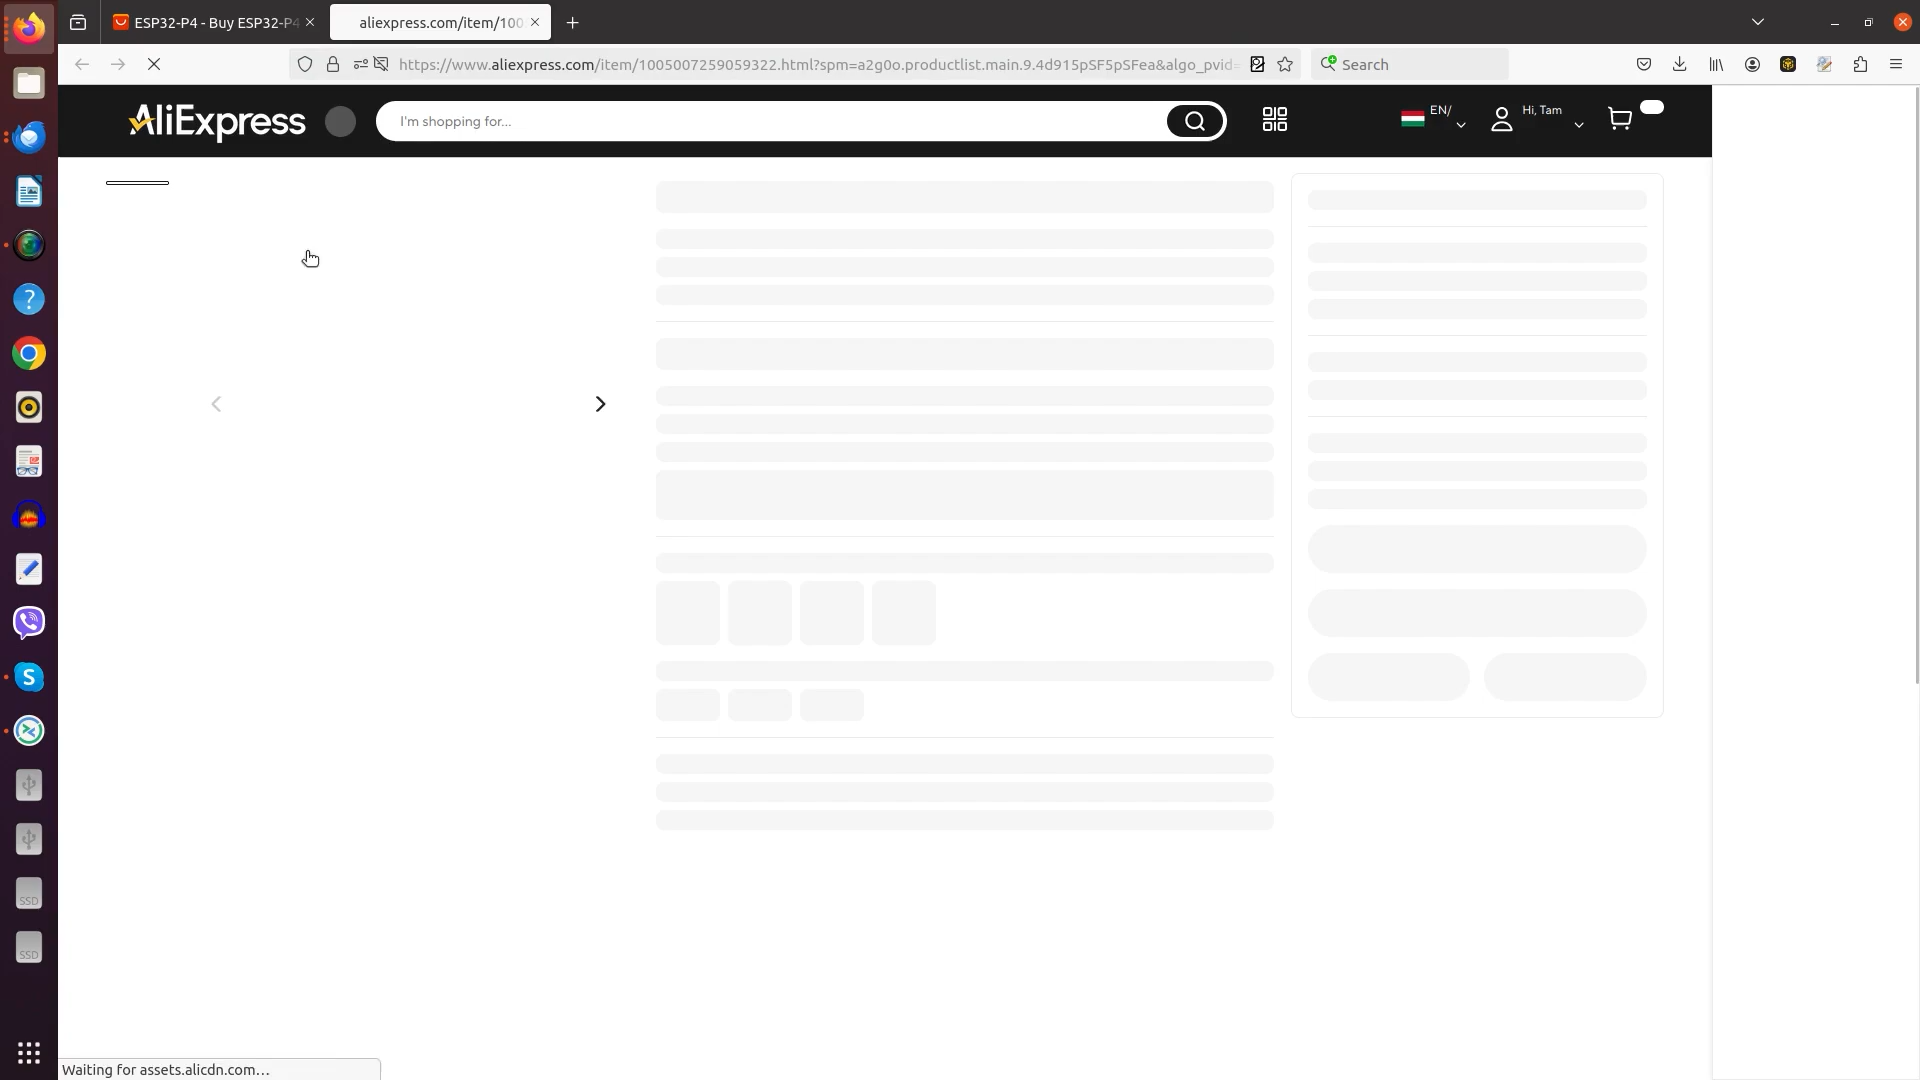 ESP32-P4 - Buy ESP32-P4
aliexpress.com/item/100
https://www.aliexpress.com/item/1005007259059322.html?spm=a2g0o.productlist.main.9.4d915pSF5pSFea&algo_pvid=
Search
AliExpress
I'm shopping for...
EN/
Hi, Tam
S
SSD
SSD
Waiting for assets.alicdn.com...